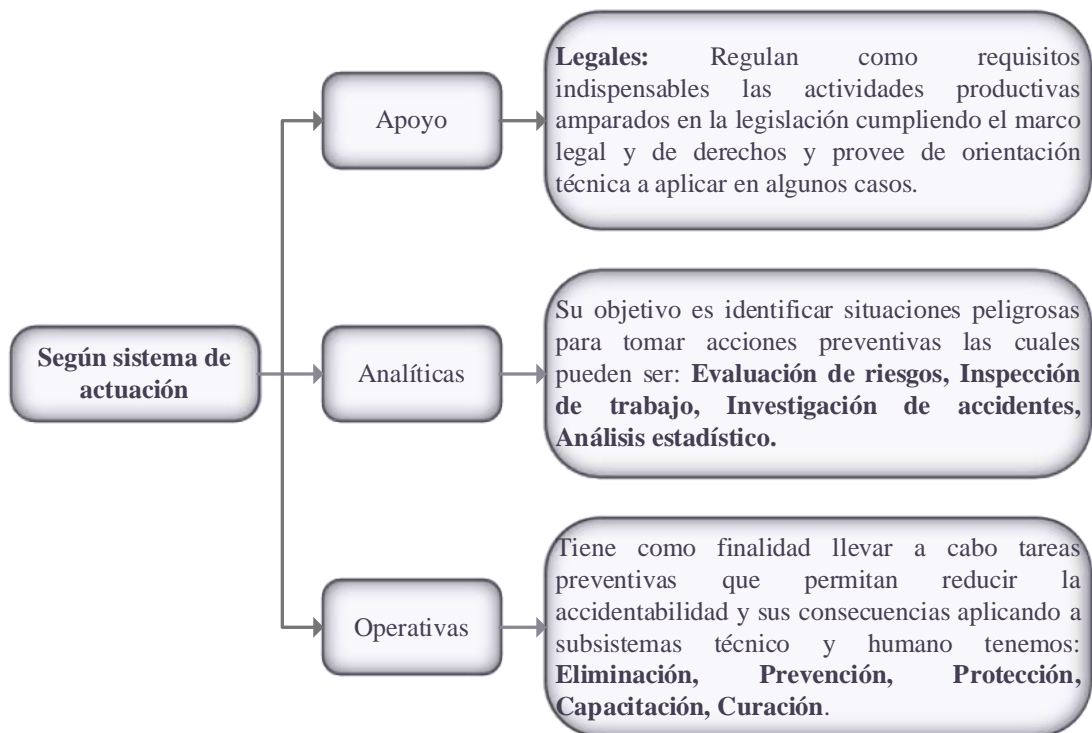 Según sistema de
actuación
Apoyo
Legales: Regulan como requisitos
indispensables las actividades productivas
amparados en la legislación cumpliendo el marco
legal y de derechos y provee de orientación
técnica a aplicar en algunos casos.
Analíticas
Su objetivo es identificar situaciones peligrosas
para tomar acciones preventivas las cuales
pueden ser: Evaluación de riesgos, Inspección
de trabajo, Investigación de accidentes,
Análisis estadístico.
Operativas
Tiene como finalidad llevar a cabo tareas
preventivas que permitan reducir la
accidentabilidad y sus consecuencias aplicando a
subsistemas técnico y humano tenemos:
Eliminación, Prevención, Protección,
Capacitación, Curación.